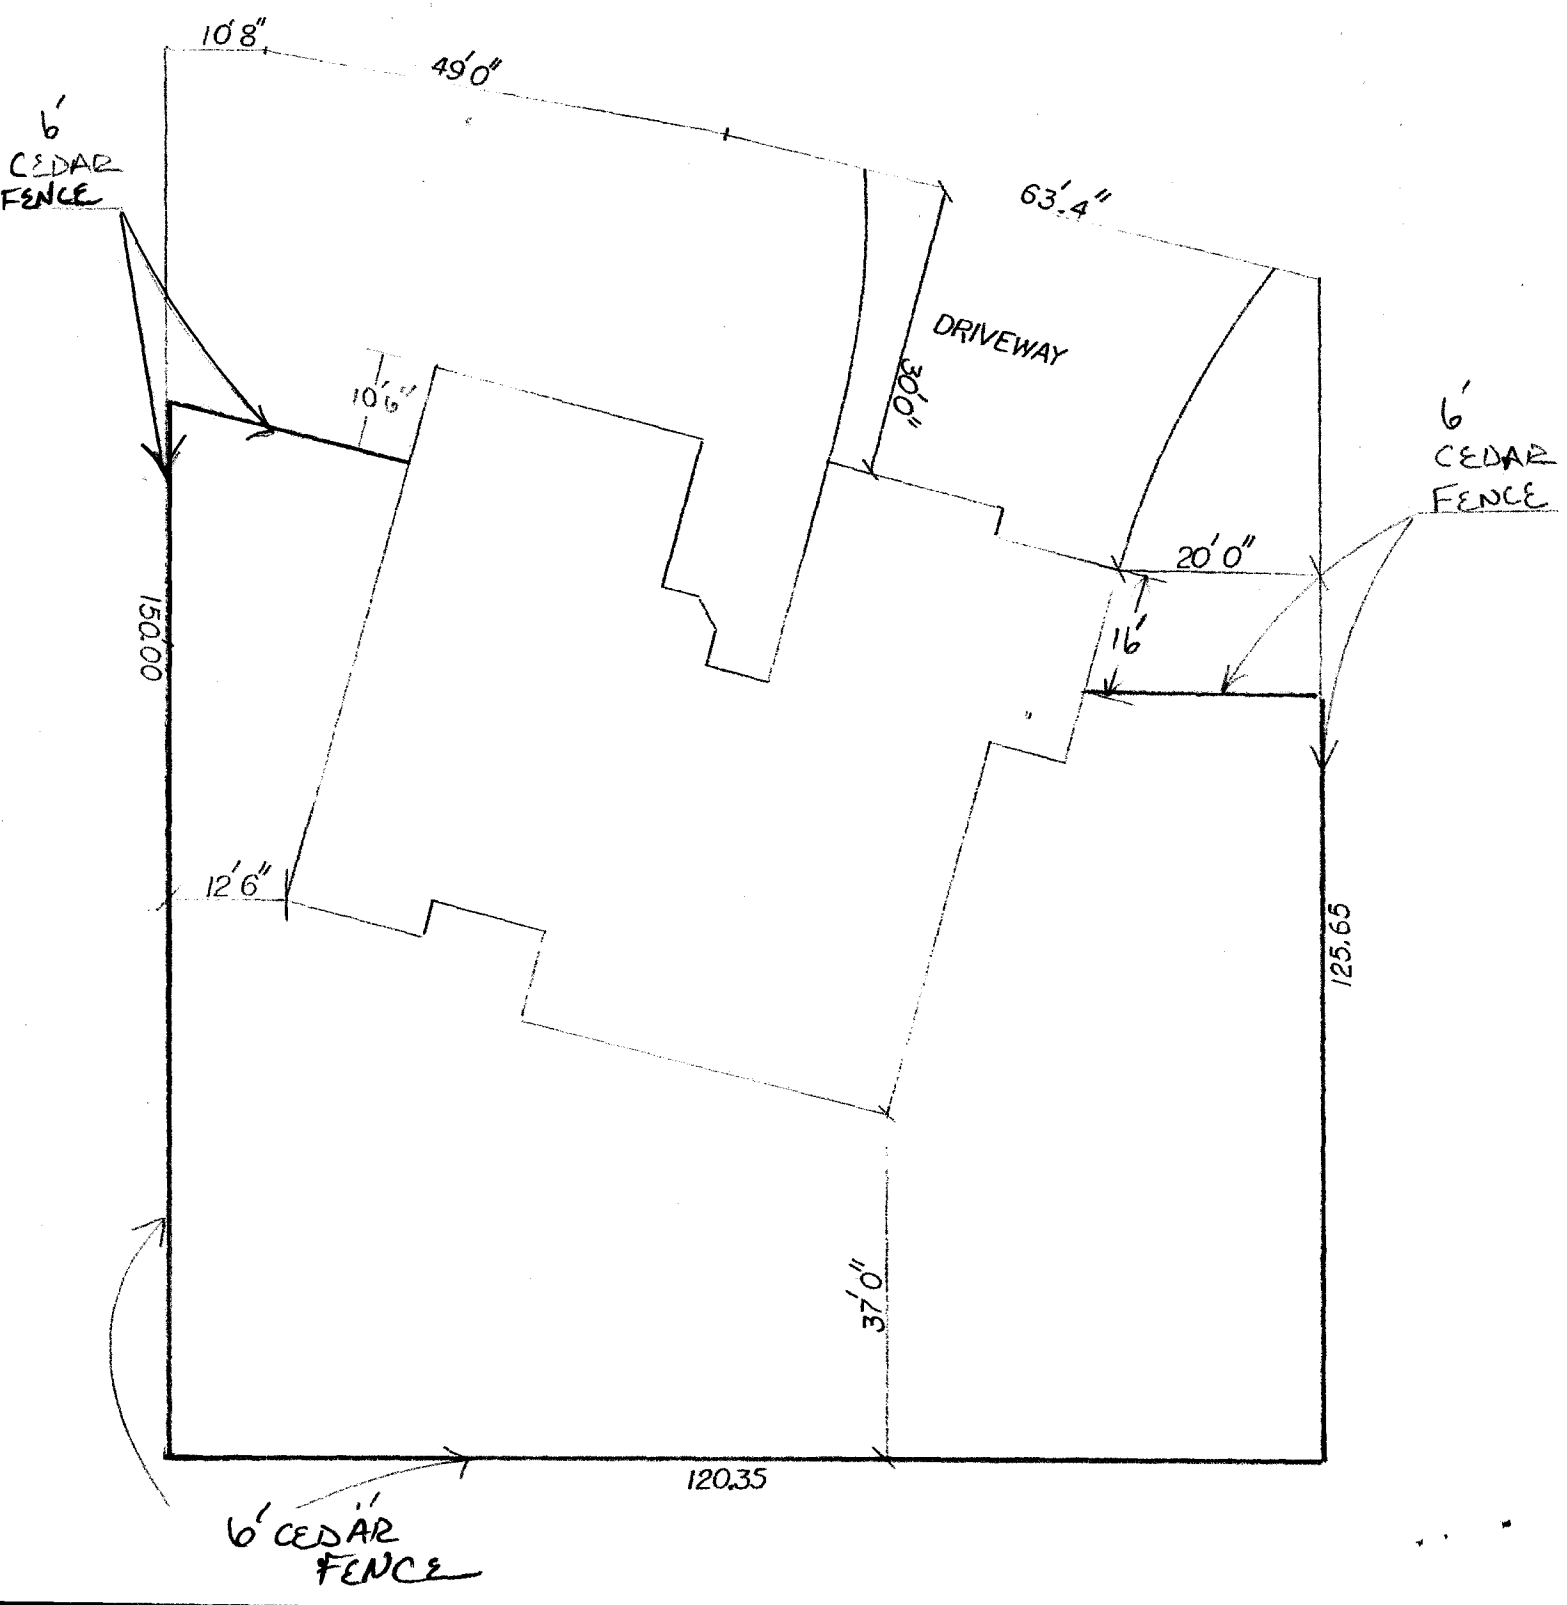 10'8"
49'0"
6'
CEDAR
FENCE
63'.4"
DRIVEWAY
30'0"
10'6"
6'
CEDAR
FENCE
20'0"
16'
150.00
12'6"
125.65
37'0"
120.35
6' CEDAR
FENCE